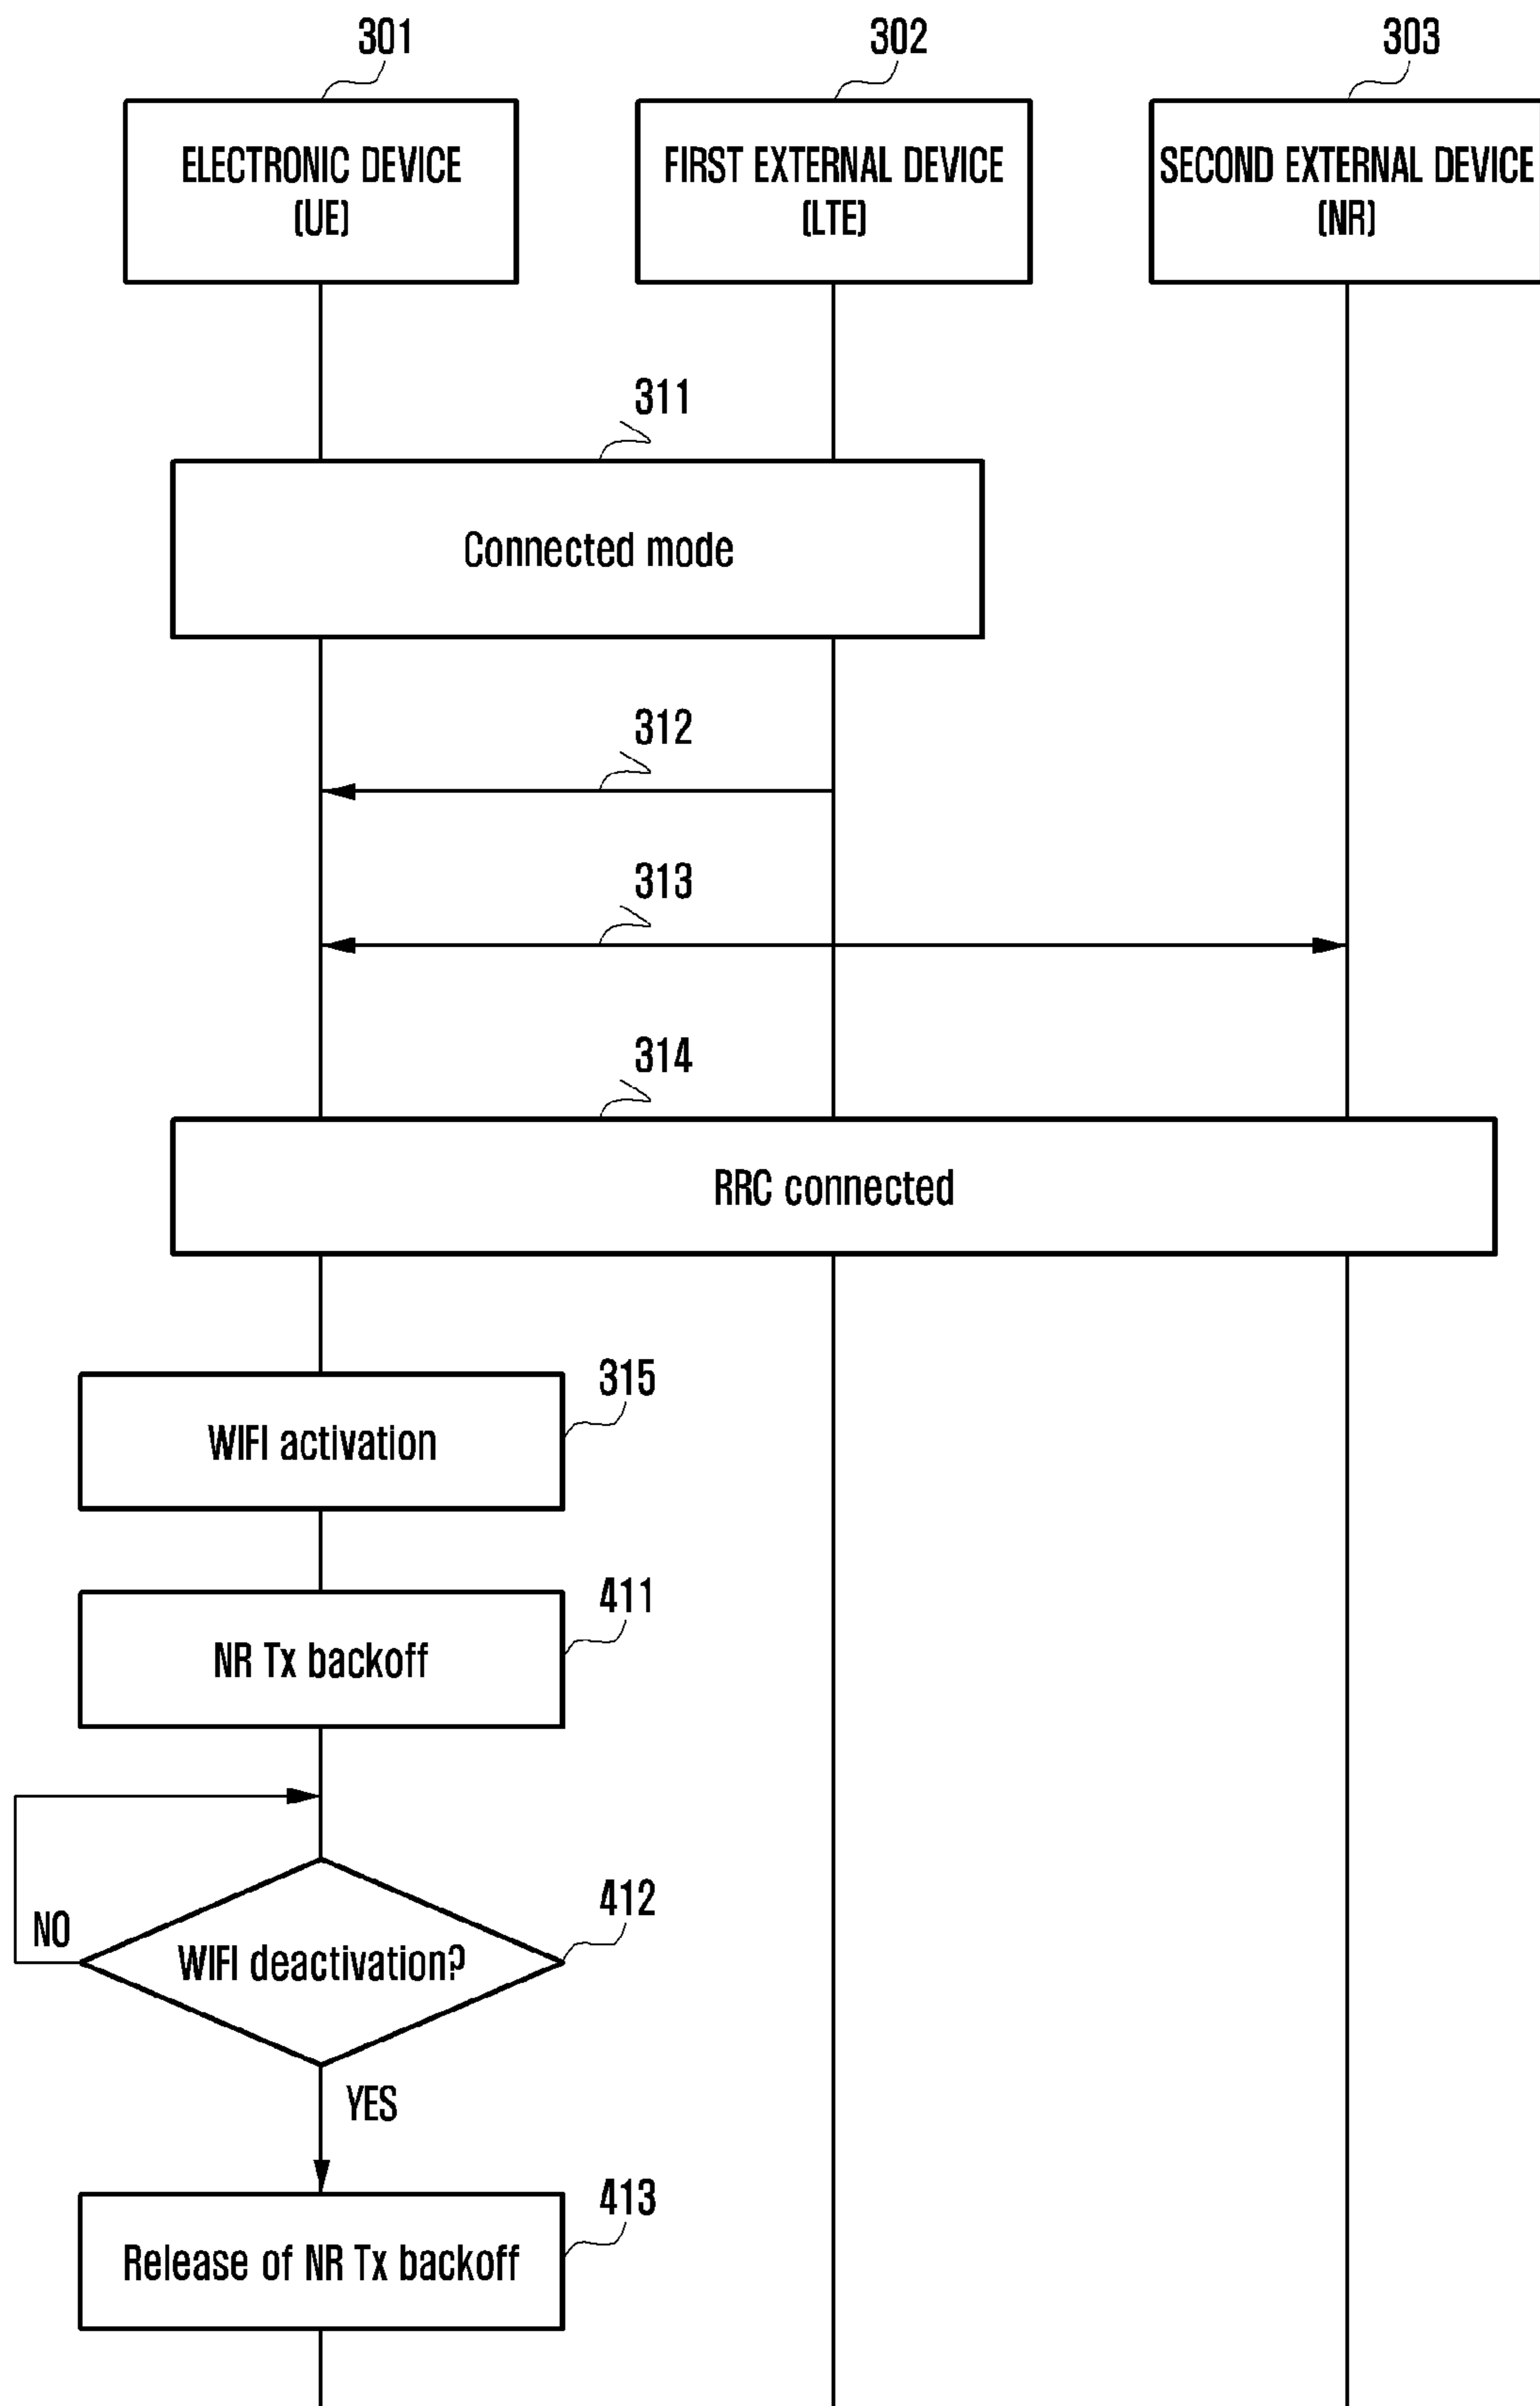 301
302
303
ELECTRONIC DEVICE
(UE)
FIRST EXTERNAL DEVICE
(LTE)
SECOND EXTERNAL DEVICE
(NR)
311
Connected mode
312
313
314
RRC connected
315
WIFI activation
411
NR Tx backoff
412
NO
WIFI deactivation?
YES
413
Release of NR Tx backoff